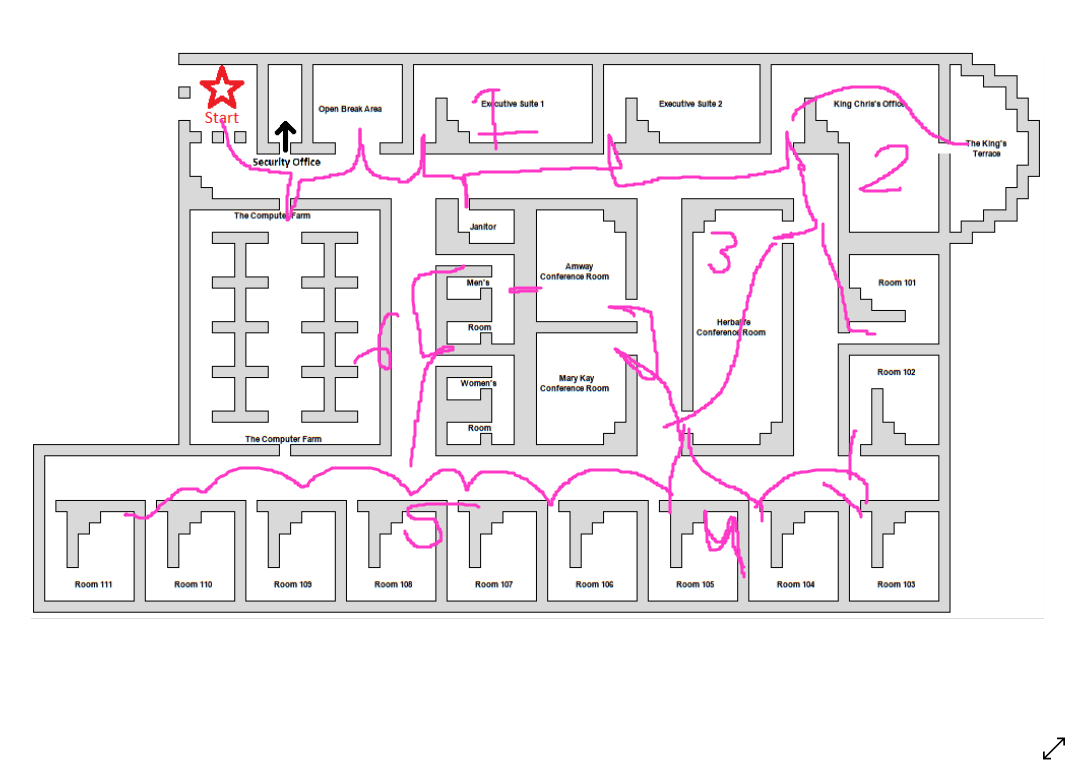 Start
Open Break Area
Executive Suite 1
Executive Suite 2
King Chris's Office
1
Security Office
The King's
Terrace
2
The Computer Farm
Janitor
3
Amway
Conference Room
Men's
Room
Room 101
Herbalife
Conference Room
6
Mary Kay
Conference Room
Women's
Room
Room 102
The Computer Farm
5
4
Room 111
Room 110
Room 109
Room 108
Room 107
Room 106
Room 105
Room 104
Room 103